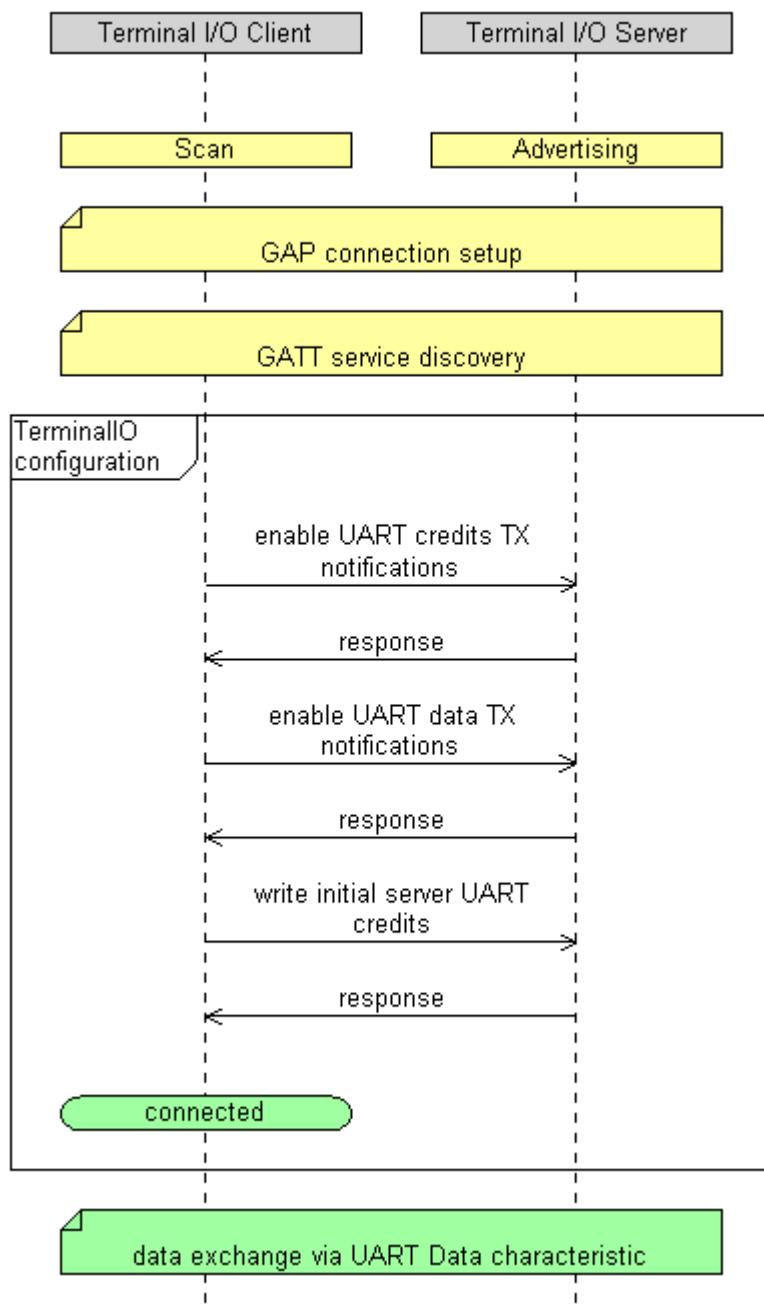 Terminal I/O Client
Terminal I/O Server
Scan
Advertising
GAP connection setup
GATT service discovery
TerminalIO
configuration
enable UART credits TX
notifications
response
enable UART data TX
notifications
response
write initial server UART
credits
response
connected
data exchange via UART Data characteristic